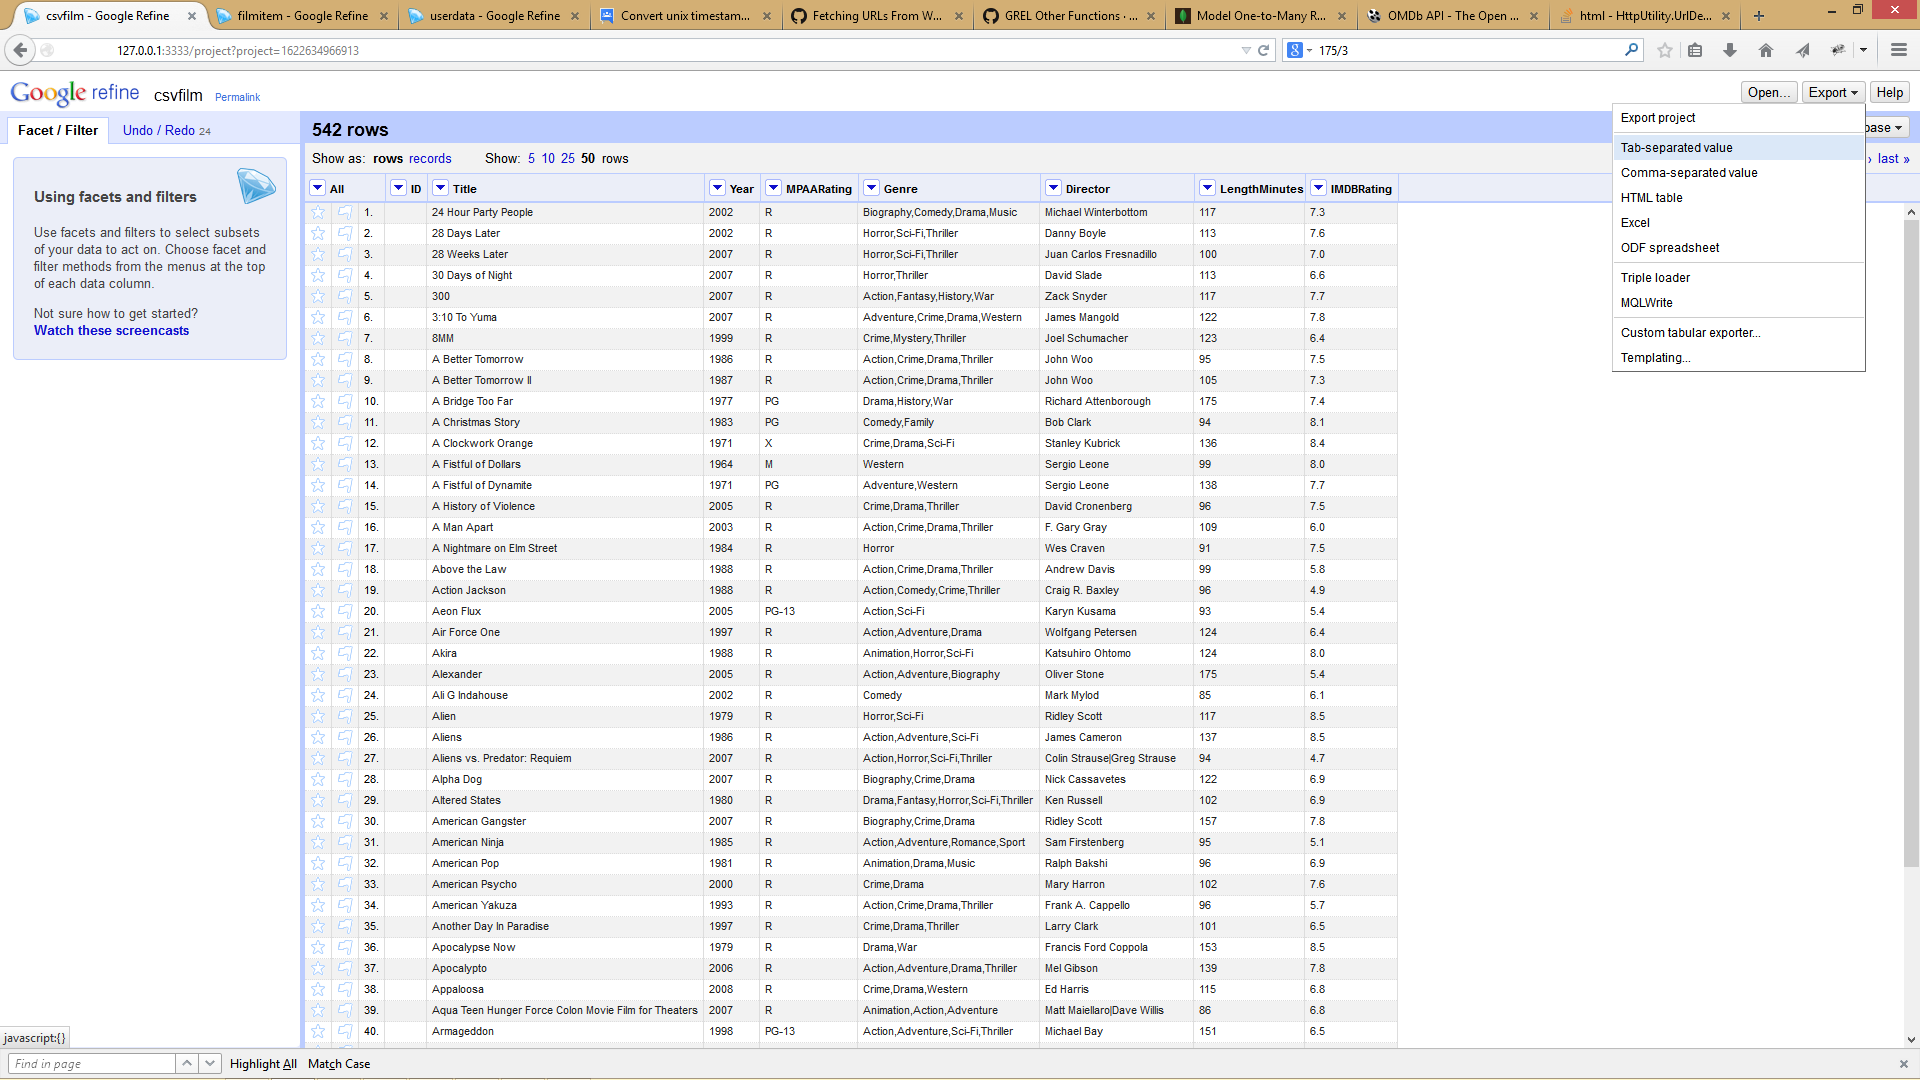 csvfilm - Google Refine
filmitem - Google Refine
userdata - Google Refine
Convert unix timestam...
Fetching URLs From W...
GREL Other Functions · ...
Model One-to-Many R...
OMDb API - The Open ...
html - HttpUtility.UrlDe...
127.0.0.1:3333/project?project=1622634966913
175/3
Google refine csvfilm Permalink
Open... Export Help
Facet / Filter Undo / Redo 24
542 rows
Show as: rows records Show: 5 10 25 50 rows
base
› last »
Export project
Tab-separated value
Comma-separated value
HTML table
Excel
ODF spreadsheet
Triple loader
MQLWrite
Custom tabular exporter...
Templating...
Using facets and filters
Use facets and filters to select subsets
of your data to act on. Choose facet and
filter methods from the menus at the top
of each data column.
Not sure how to get started?
Watch these screencasts
All ID Title Year MPAARating Genre Director LengthMinutes IMDBRating
1. 24 Hour Party People 2002 R Biography,Comedy,Drama,Music Michael Winterbottom 117 7.3
2. 28 Days Later 2002 R Horror,Sci-Fi,Thriller Danny Boyle 113 7.6
3. 28 Weeks Later 2007 R Horror,Sci-Fi,Thriller Juan Carlos Fresnadillo 100 7.0
4. 30 Days of Night 2007 R Horror,Thriller David Slade 113 6.6
5. 300 2007 R Action,Fantasy,History,War Zack Snyder 117 7.7
6. 3:10 To Yuma 2007 R Adventure,Crime,Drama,Western James Mangold 122 7.8
7. 8MM 1999 R Crime,Mystery,Thriller Joel Schumacher 123 6.4
8. A Better Tomorrow 1986 R Action,Crime,Drama,Thriller John Woo 95 7.5
9. A Better Tomorrow II 1987 R Action,Crime,Drama,Thriller John Woo 105 7.3
10. A Bridge Too Far 1977 PG Drama,History,War Richard Attenborough 175 7.4
11. A Christmas Story 1983 PG Comedy,Family Bob Clark 94 8.1
12. A Clockwork Orange 1971 X Crime,Drama,Sci-Fi Stanley Kubrick 136 8.4
13. A Fistful of Dollars 1964 M Western Sergio Leone 99 8.0
14. A Fistful of Dynamite 1971 PG Adventure,Western Sergio Leone 138 7.7
15. A History of Violence 2005 R Crime,Drama,Thriller David Cronenberg 96 7.5
16. A Man Apart 2003 R Action,Crime,Drama,Thriller F. Gary Gray 109 6.0
17. A Nightmare on Elm Street 1984 R Horror Wes Craven 91 7.5
18. Above the Law 1988 R Action,Crime,Drama,Thriller Andrew Davis 99 5.8
19. Action Jackson 1988 R Action,Comedy,Crime,Thriller Craig R. Baxley 96 4.9
20. Aeon Flux 2005 PG-13 Action,Sci-Fi Karyn Kusama 93 5.4
21. Air Force One 1997 R Action,Adventure,Drama Wolfgang Petersen 124 6.4
22. Akira 1988 R Animation,Horror,Sci-Fi Katsuhiro Ohtomo 124 8.0
23. Alexander 2005 R Action,Adventure,Biography Oliver Stone 175 5.4
24. Ali G Indahouse 2002 R Comedy Mark Mylod 85 6.1
25. Alien 1979 R Horror,Sci-Fi Ridley Scott 117 8.5
26. Aliens 1986 R Action,Adventure,Sci-Fi James Cameron 137 8.5
27. Aliens vs. Predator: Requiem 2007 R Action,Horror,Sci-Fi,Thriller Colin Strause|Greg Strause 94 4.7
28. Alpha Dog 2007 R Biography,Crime,Drama Nick Cassavetes 122 6.9
29. Altered States 1980 R Drama,Fantasy,Horror,Sci-Fi,Thriller Ken Russell 102 6.9
30. American Gangster 2007 R Biography,Crime,Drama Ridley Scott 157 7.8
31. American Ninja 1985 R Action,Adventure,Romance,Sport Sam Firstenberg 95 5.1
32. American Pop 1981 R Animation,Drama,Music Ralph Bakshi 96 6.9
33. American Psycho 2000 R Crime,Drama Mary Harron 102 7.6
34. American Yakuza 1993 R Action,Crime,Drama,Thriller Frank A. Cappello 96 5.7
35. Another Day In Paradise 1997 R Crime,Drama,Thriller Larry Clark 101 6.5
36. Apocalypse Now 1979 R Drama,War Francis Ford Coppola 153 8.5
37. Apocalypto 2006 R Action,Adventure,Drama,Thriller Mel Gibson 139 7.8
38. Appaloosa 2008 R Crime,Drama,Western Ed Harris 115 6.8
39. Aqua Teen Hunger Force Colon Movie Film for Theaters 2007 R Animation,Action,Adventure Matt Maiellaro|Dave Willis 86 6.8
40. Armageddon 1998 PG-13 Action,Adventure,Sci-Fi,Thriller Michael Bay 151 6.5
javascript:{}
Find in page Highlight All Match Case